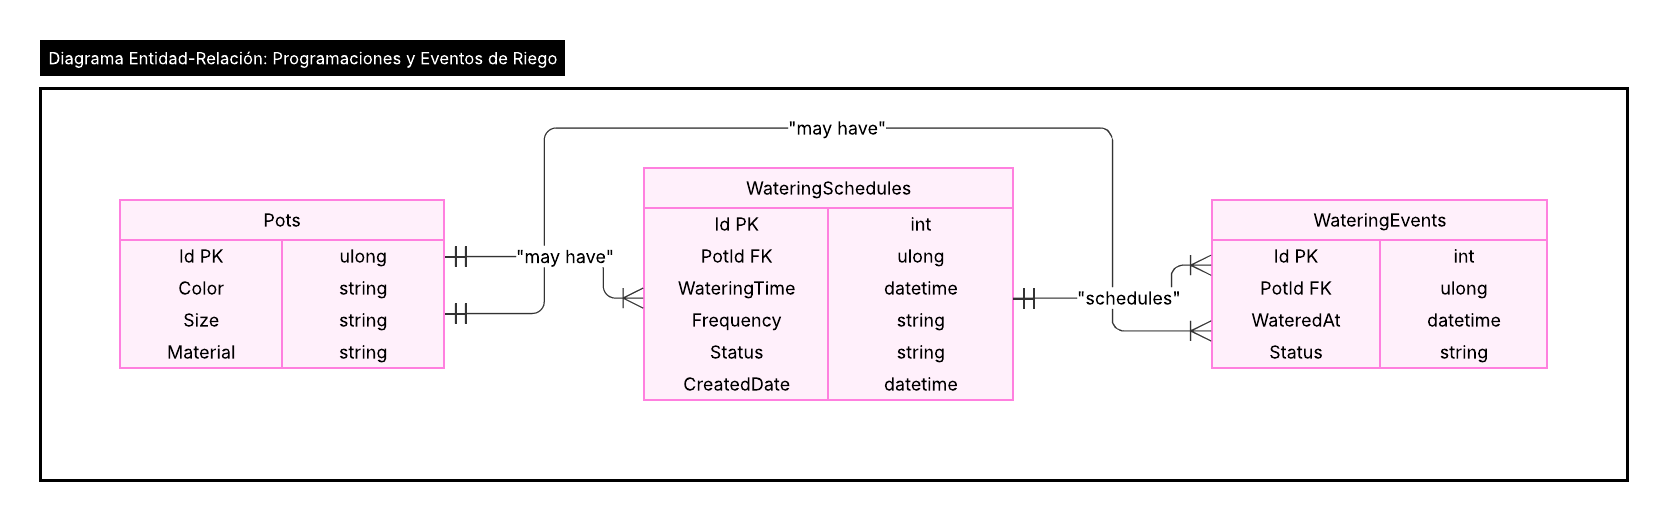 Diagrama Entidad-Relación: Programaciones y Eventos de Riego
"may have"
Pots
Id PK ulong
Color string
Size string
Material string
"may have"
WateringSchedules
Id PK int
PotId FK ulong
WateringTime datetime
Frequency string
Status string
CreatedDate datetime
"schedules"
WateringEvents
Id PK int
PotId FK ulong
WateredAt datetime
Status string